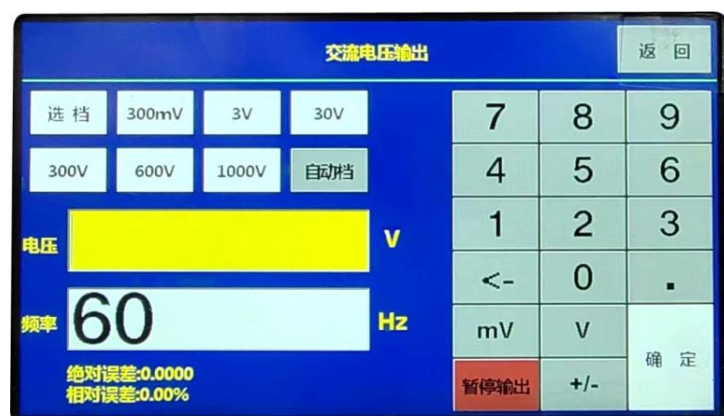 交流电压输出 返 回
选 档 300mV 3V 30V
300V 600V 1000V 自动档
电压 V
频率 60 Hz
绝对误差:0.0000
相对误差:0.00%
7 8 9
4 5 6
1 2 3
<- 0 .
mV V
确 定
暂停输出 +/-